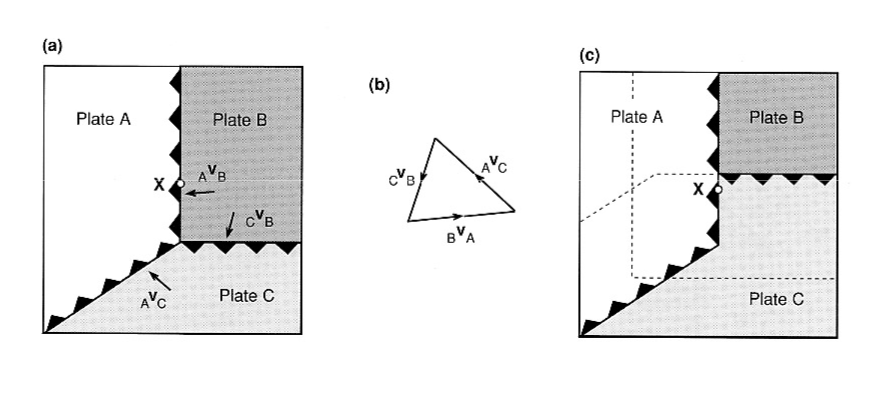 (a)
Plate A
Plate B
X
AvB
CvB
AvC
Plate C
(b)
CvB
AvC
BvA
(c)
Plate A
Plate B
X
Plate C